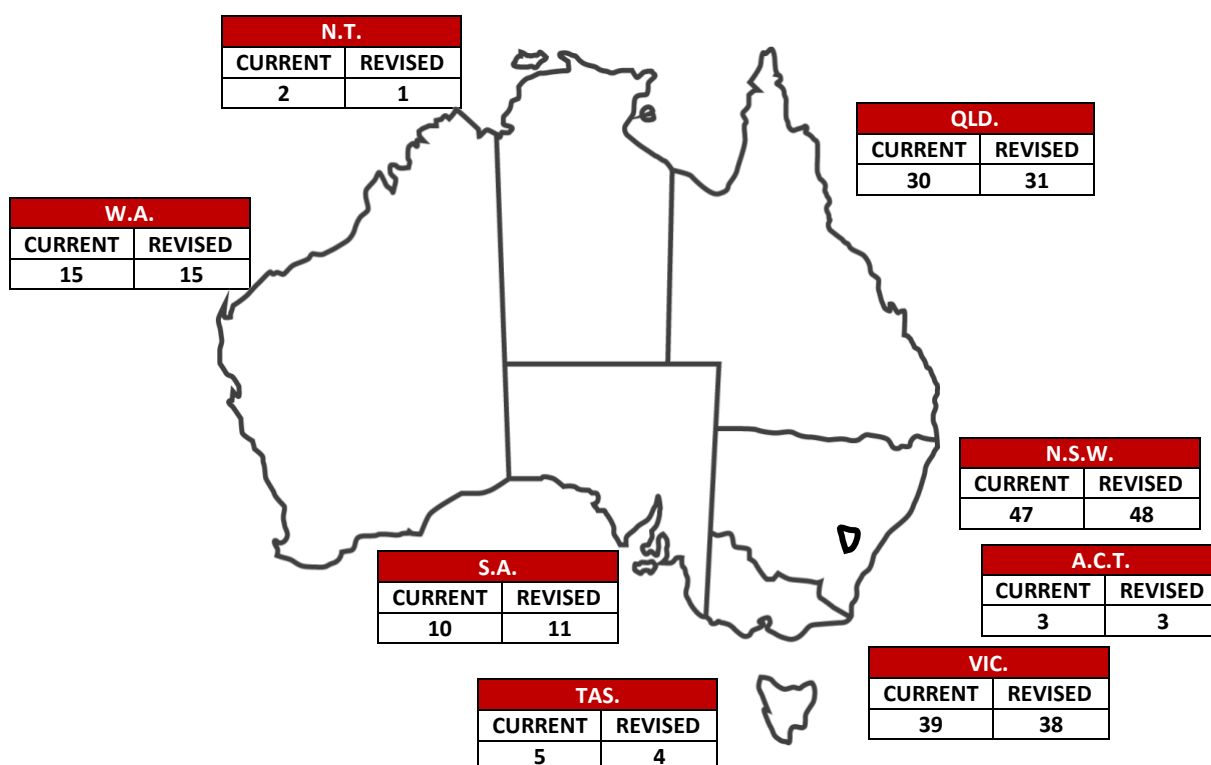 N.T.
CURRENT REVISED
2 1
QLD.
CURRENT REVISED
30 31
W.A.
CURRENT REVISED
15 15
N.S.W.
CURRENT REVISED
47 48
A.C.T.
CURRENT REVISED
3 3
S.A.
CURRENT REVISED
10 11
VIC.
CURRENT REVISED
39 38
TAS.
CURRENT REVISED
5 4